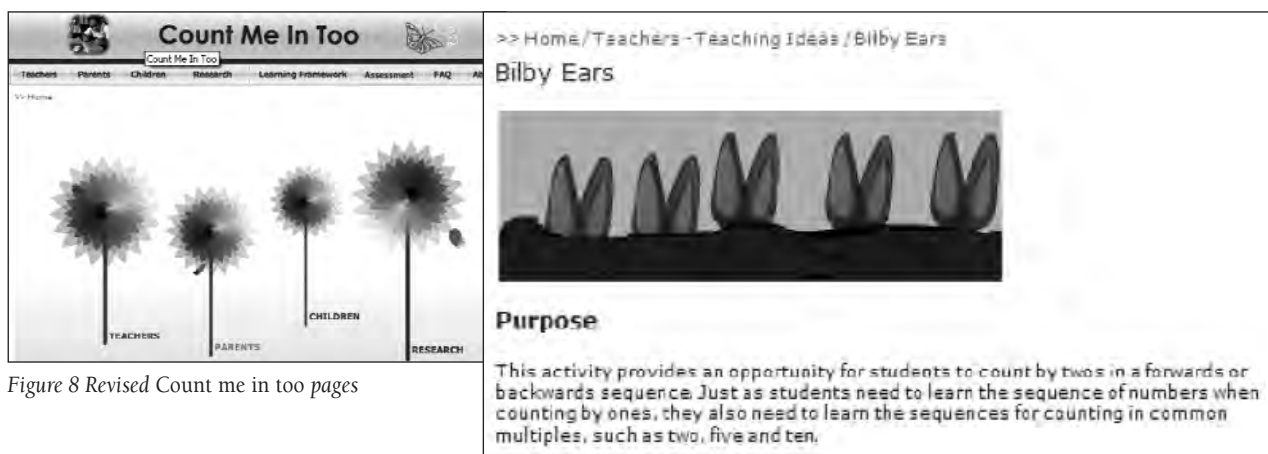 Count Me In Too
Count Me In Too
Teachers Parents Children Research Learning Framework Assessment FAQ Ab
>> Home
TEACHERS
PARENTS
CHILDREN
RESEARCH
Figure 8 Revised Count me in too pages
>> Home / Teachers - Teaching Ideas / Bilby Ears
Bilby Ears
Purpose
This activity provides an opportunity for students to count by twos in a forwards or
backwards sequence. Just as students need to learn the sequence of numbers when
counting by ones, they also need to learn the sequences for counting in common
multiples, such as two, five and ten.